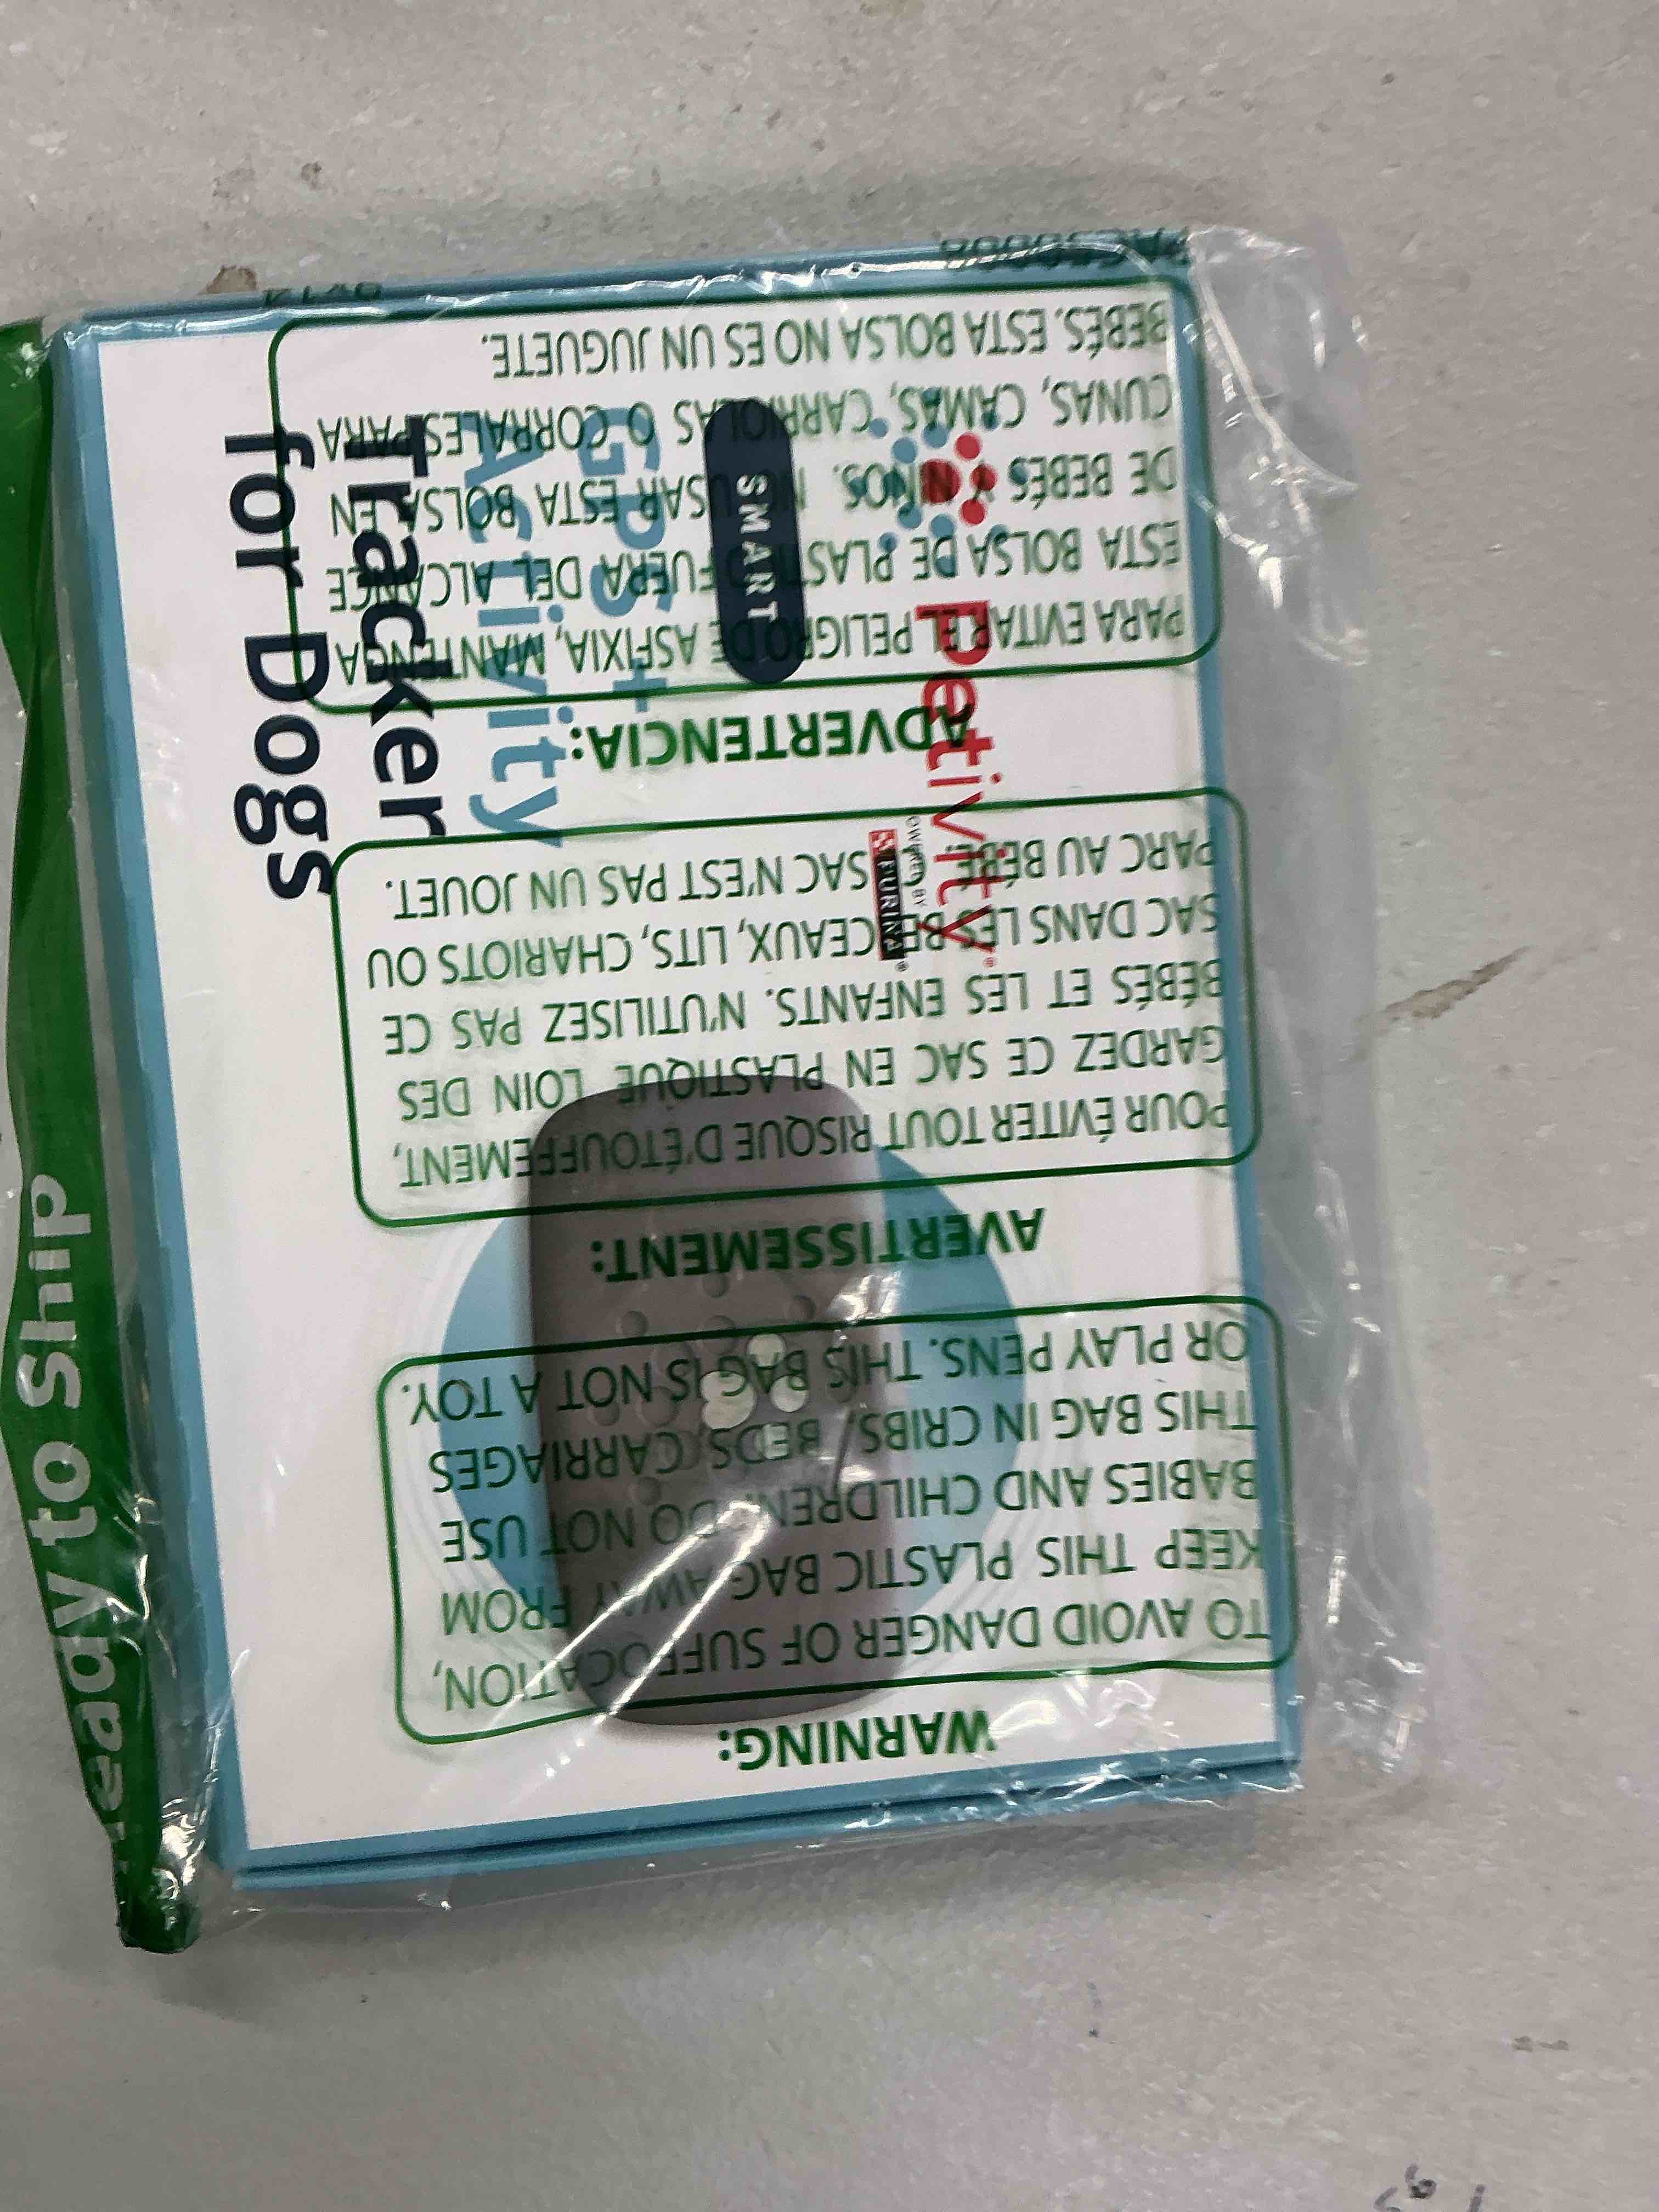 petivity®
POWERED BY
PURINA®
SMART
GPS +
Activity
Tracker
for Dogs
WARNING:
TO AVOID DANGER OF SUFFOCATION,
KEEP THIS PLASTIC BAG AWAY FROM
BABIES AND CHILDREN. DO NOT USE
THIS BAG IN CRIBS, BEDS, CARRIAGES
OR PLAY PENS. THIS BAG IS NOT A TOY.
AVERTISSEMENT:
POUR ÉVITER TOUT RISQUE D'ÉTOUFFEMENT,
GARDEZ CE SAC EN PLASTIQUE LOIN DES
BÉBÉS ET LES ENFANTS. N'UTILISEZ PAS CE
SAC DANS LES BERCEAUX, LITS, CHARIOTS OU
PARC AU BÉBÉ. SAC N'EST PAS UN JOUET.
ADVERTENCIA:
PARA EVITAR EL PELIGRO DE ASFIXIA, MANTENGA
ESTA BOLSA DE PLASTICO FUERA DEL ALCANCE
DE BEBÉS Y NIÑOS. NO USAR ESTA BOLSA EN
CUNAS, CAMAS, CARRIOLAS O CORRALES PARA
BEBÉS. ESTA BOLSA NO ES UN JUGUETE.
9x12
Ready to Ship